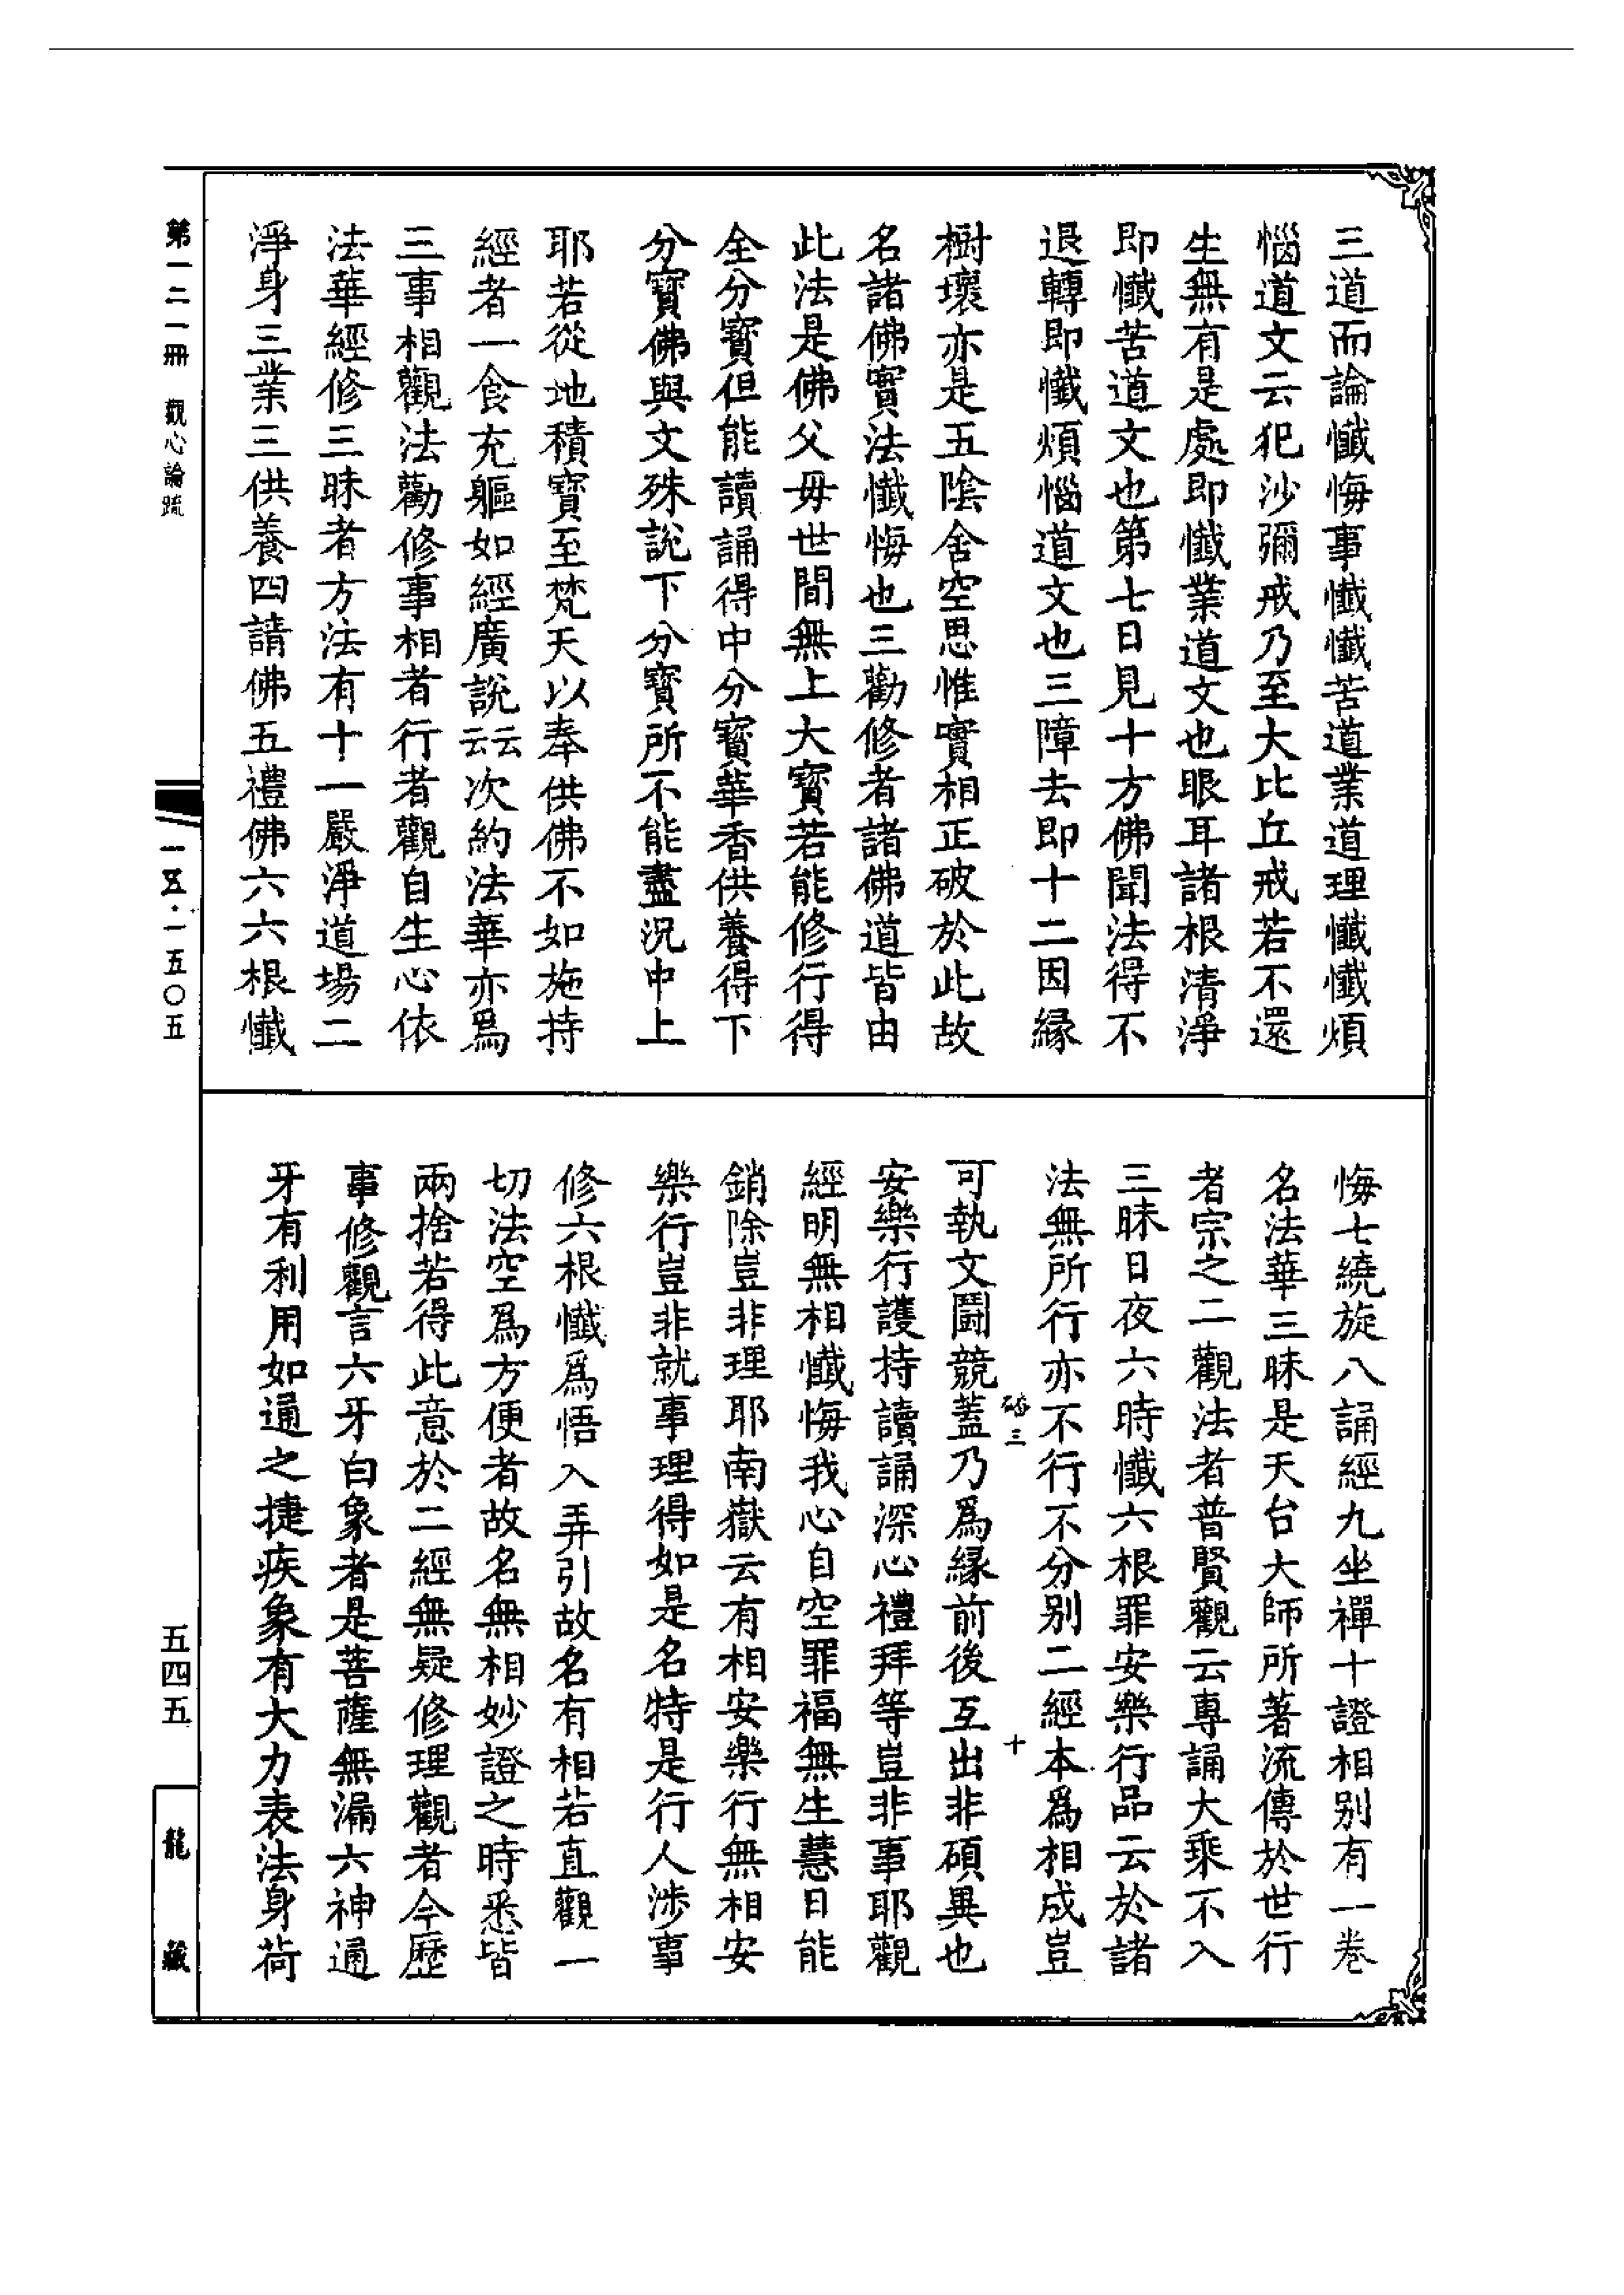 三道而論懺悔事懺懺苦道業道理懺懺煩
惱道文云犯沙彌戒乃至大比丘戒若不還
生無有是處即懺業道文也眼耳諸根清淨
即懺苦道文也第七日見十方佛聞法得不
退轉即懺煩惱道文也三障去即十二因緣
樹壞亦是五陰舍空思惟實相正破於此故
名諸佛實法懺悔也三勸修者諸佛道皆由
此法是佛父母世間無上大寶若能修行得
全分寶但能讀誦得中分寶華香供養得下
分寶佛與文殊說下分寶所不能盡況中上
耶若從地積寶至梵天以奉供佛不如施持
經者一食充軀如經廣說云云次約法華亦爲
三事相觀法勸修事相者行者觀自生心依
法華經修三昧者方法有十一嚴淨道場二
淨身三業三供養四請佛五禮佛六六根懺
悔七繞旋八誦經九坐禪十證相别有一卷
名法華三昧是天台大師所著流傳於世行
者宗之二觀法者普賢觀云專誦大乘不入
三昧日夜六時懺六根罪安樂行品云於諸
法無所行亦不行不分别二經本爲相成豈
三 十
可執文鬪競蓋乃爲緣前後互出非碩異也
安樂行護持讀誦深心禮拜等豈非事耶觀
經明無相懺悔我心自空罪福無生慧日能
銷除豈非理耶南嶽云有相安樂行無相安
樂行豈非就事理得如是名特是行人涉事
修六根懺爲悟入弄引故名有相若直觀一
切法空爲方便者故名無相妙證之時悉皆
兩捨若得此意於二經無疑修理觀者今歷
事修觀言六牙白象者是菩薩無漏六神通
牙有利用如通之捷疾象有大力表法身荷
第一二一冊 觀心論疏
一五·一五〇五
五四五
龍藏